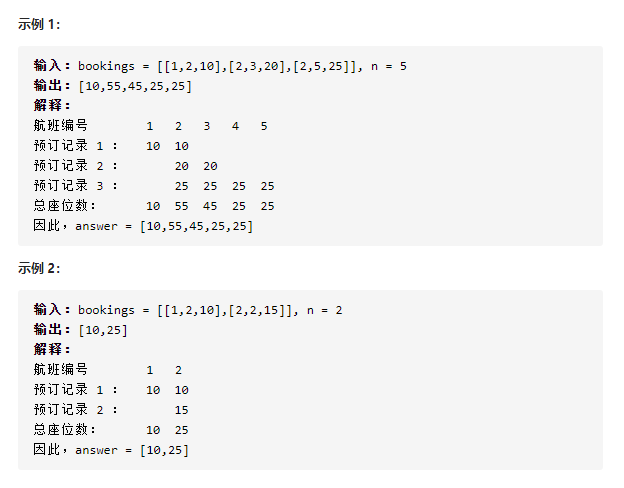 示例 1：
输入：bookings = [[1,2,10],[2,3,20],[2,5,25]], n = 5
输出：[10,55,45,25,25]
解释：
航班编号 1 2 3 4 5
预订记录 1 ： 10 10
预订记录 2 ： 20 20
预订记录 3 ： 25 25 25 25
总座位数： 10 55 45 25 25
因此，answer = [10,55,45,25,25]
示例 2：
输入：bookings = [[1,2,10],[2,2,15]], n = 2
输出：[10,25]
解释：
航班编号 1 2
预订记录 1 ： 10 10
预订记录 2 ： 15
总座位数： 10 25
因此，answer = [10,25]